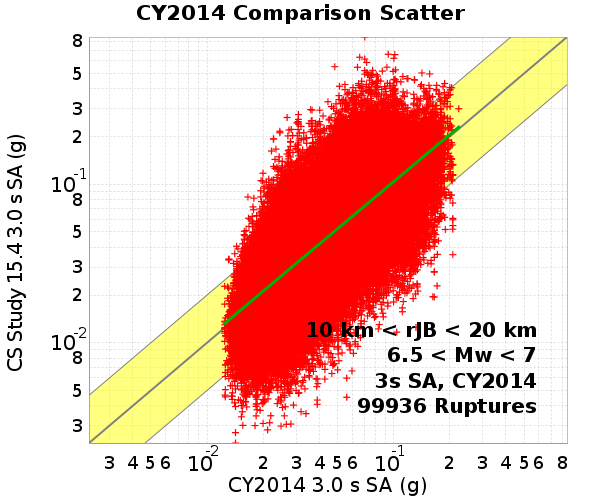 CY2014 Comparison Scatter
8
5
3
2
10-1
8
5
3
2
10-2
8
5
3
CS Study 15.4 3.0 s SA (g)
10 km < rJB < 20 km
6.5 < Mw < 7
3s SA, CY2014
99936 Ruptures
3 4 5 6 10-2 2 3 4 5 6 10-1 2 3 4 5 6 8
CY2014 3.0 s SA (g)